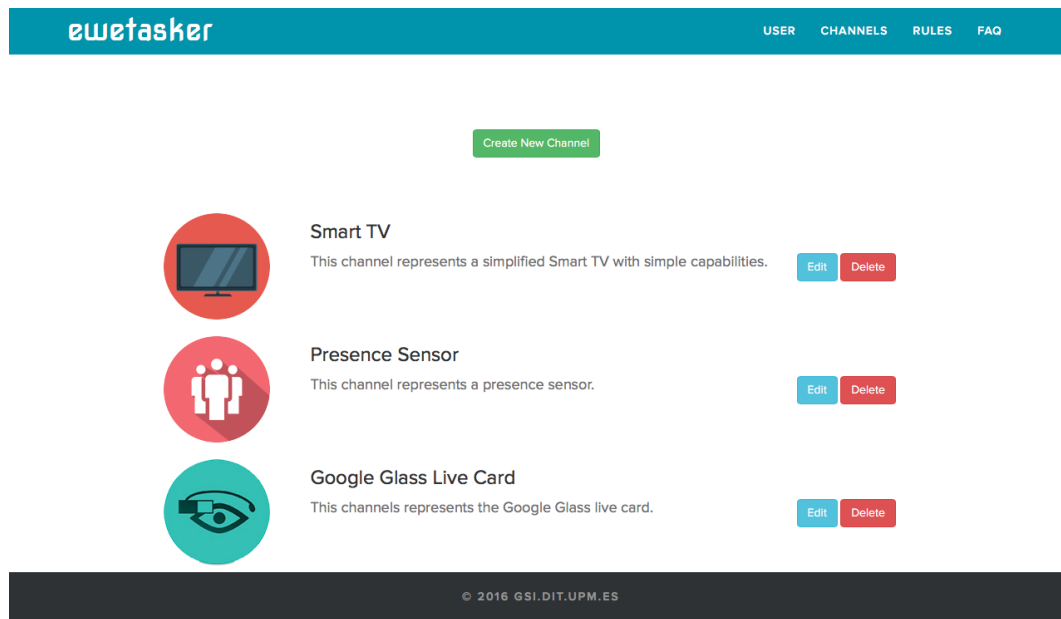 ewetasker
USER CHANNELS RULES FAQ
Create New Channel
Smart TV
This channel represents a simplified Smart TV with simple capabilities.
Edit Delete
Presence Sensor
This channel represents a presence sensor.
Edit Delete
Google Glass Live Card
This channels represents the Google Glass live card.
Edit Delete
© 2016 GSI.DIT.UPM.ES